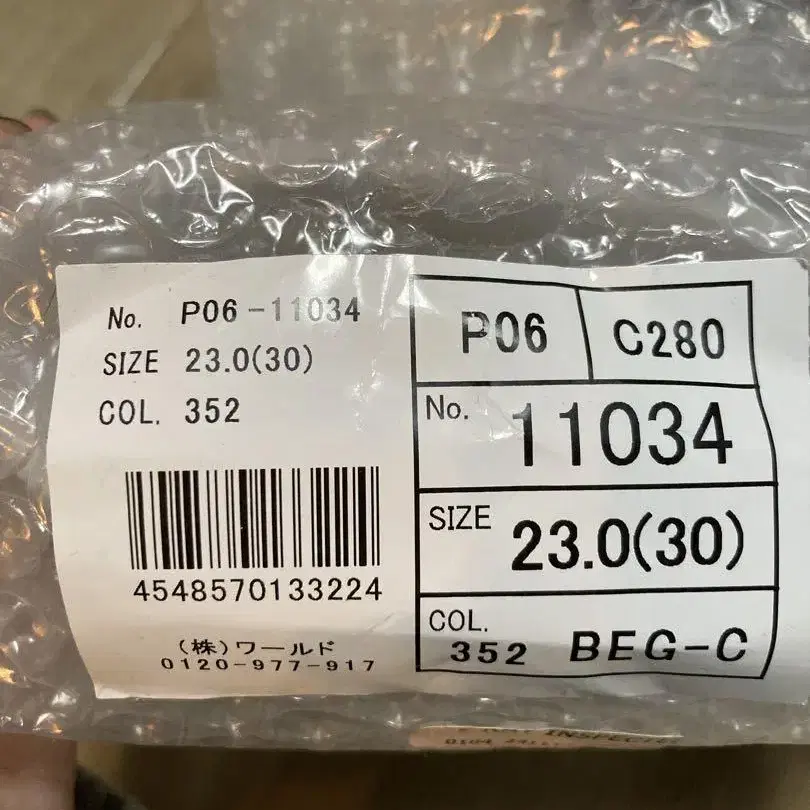 No. P06-11034
SIZE 23.0(30)
COL. 352
4548570133224
(株)ワールド
0120-977-917
P06 C280
No. 11034
SIZE 23.0(30)
COL. 352 BEG-C